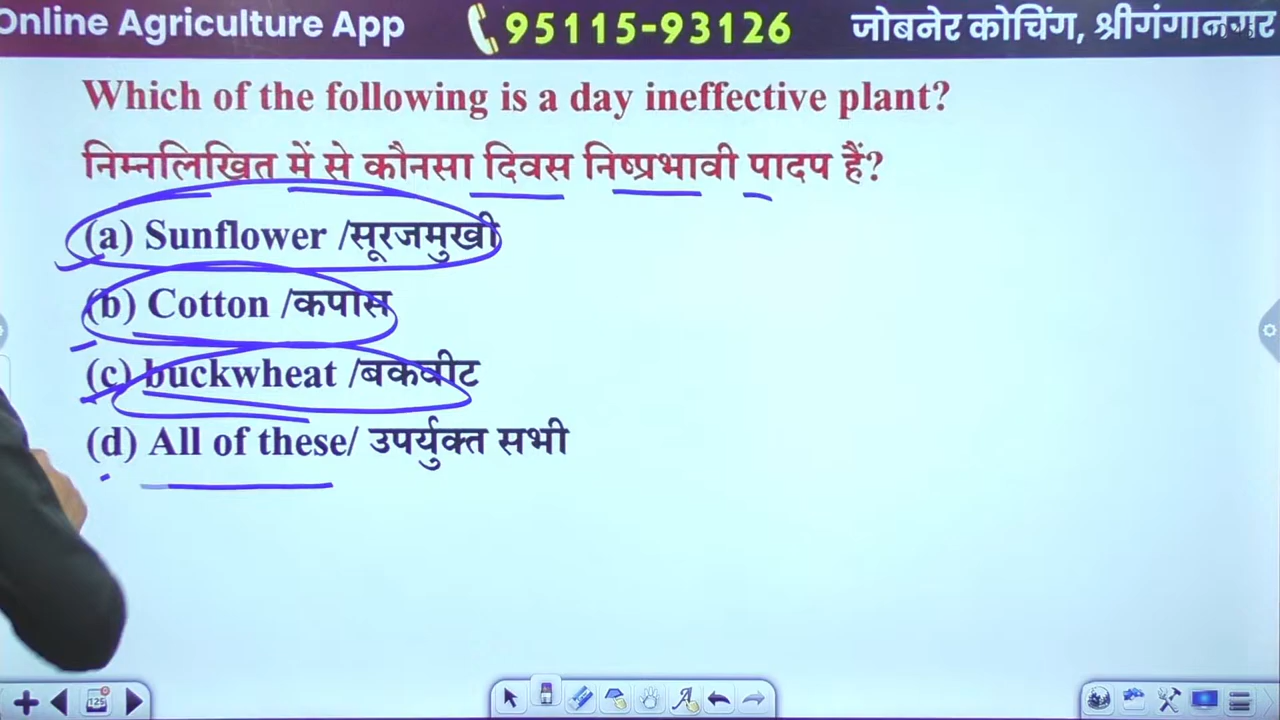 Online Agriculture App 95115-93126 जोबनेर कोचिंग, श्रीगंगानगर
Which of the following is a day ineffective plant?
निम्नलिखित में से कौनसा दिवस निष्प्रभावी पादप हैं?
(a) Sunflower /सूरजमुखी
(b) Cotton /कपास
(c) buckwheat /बकवीट
(d) All of these/ उपर्युक्त सभी
125